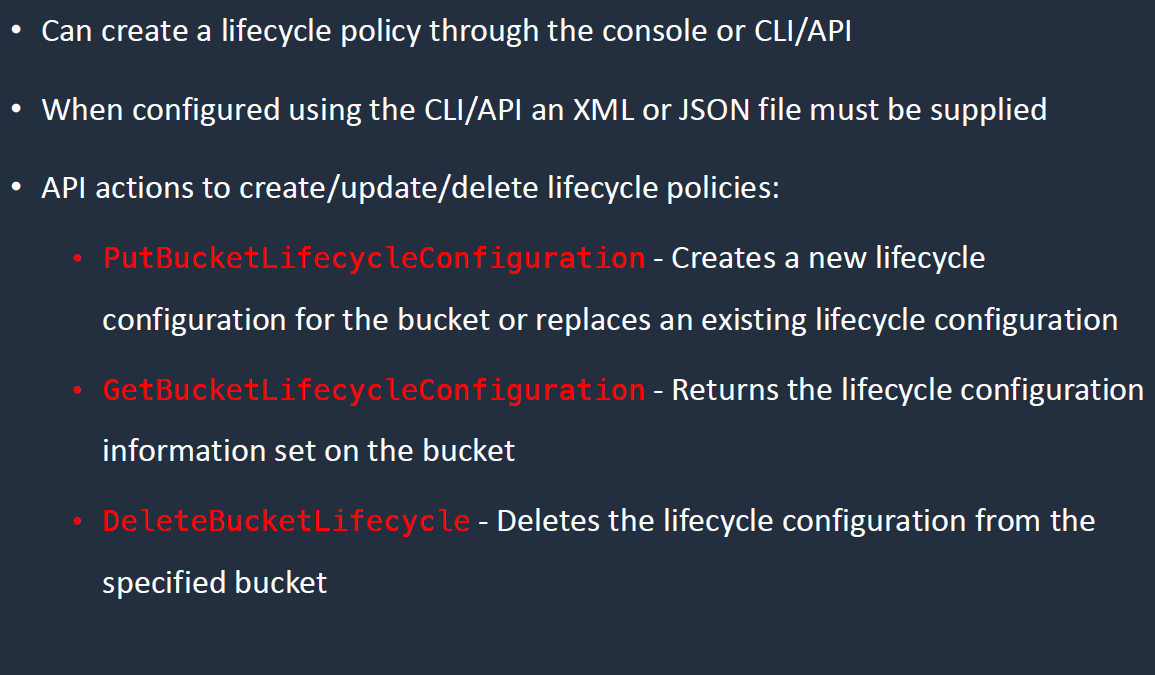 • Can create a lifecycle policy through the console or CLI/API
• When configured using the CLI/API an XML or JSON file must be supplied
• API actions to create/update/delete lifecycle policies:
• PutBucketLifecycleConfiguration - Creates a new lifecycle
configuration for the bucket or replaces an existing lifecycle configuration
• GetBucketLifecycleConfiguration - Returns the lifecycle configuration
information set on the bucket
• DeleteBucketLifecycle - Deletes the lifecycle configuration from the
specified bucket